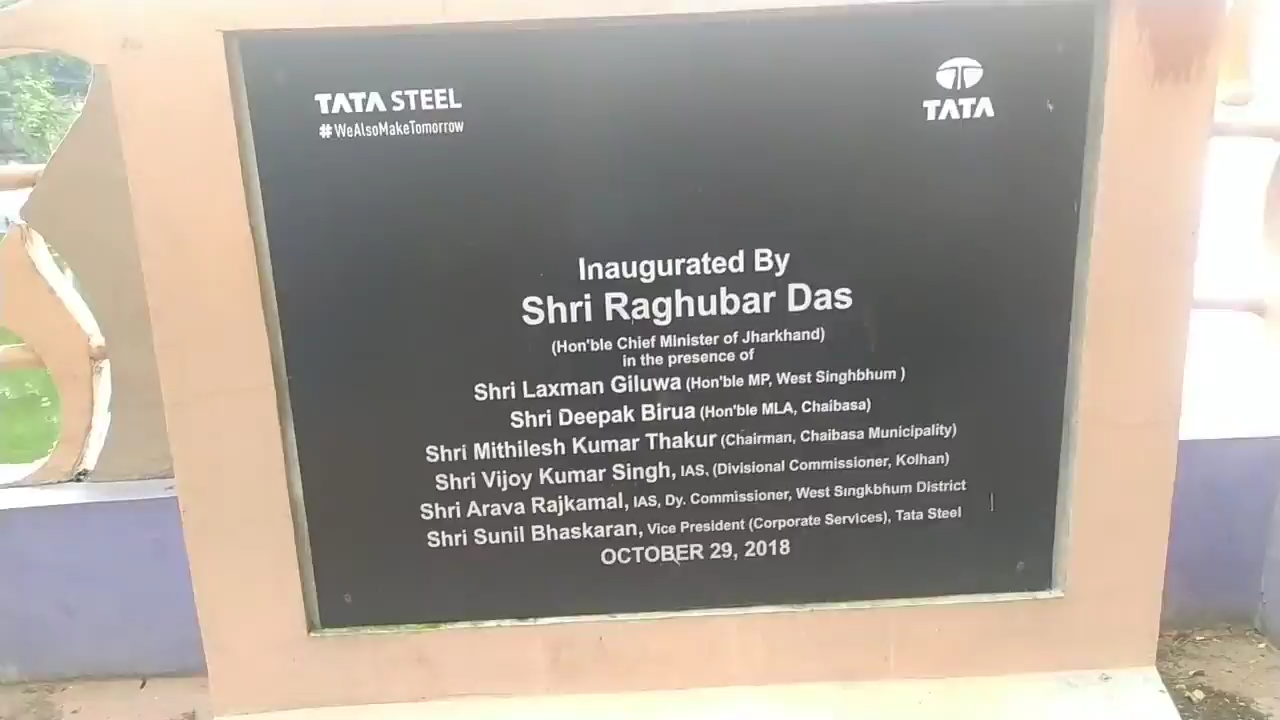 TATA STEEL
#WeAlsoMakeTomorrow
TATA
Inaugurated By
Shri Raghubar Das
(Hon'ble Chief Minister of Jharkhand)
in the presence of
Shri Laxman Giluwa (Hon'ble MP, West Singhbhum )
Shri Deepak Birua (Hon'ble MLA, Chaibasa)
Shri Mithilesh Kumar Thakur (Chairman, Chaibasa Municipality)
Shri Vijoy Kumar Singh, IAS, (Divisional Commissioner, Kolhan)
Shri Arava Rajkamal, IAS, Dy. Commissioner, West Singkbhum District
Shri Sunil Bhaskaran, Vice President (Corporate Services), Tata Steel
OCTOBER 29, 2018